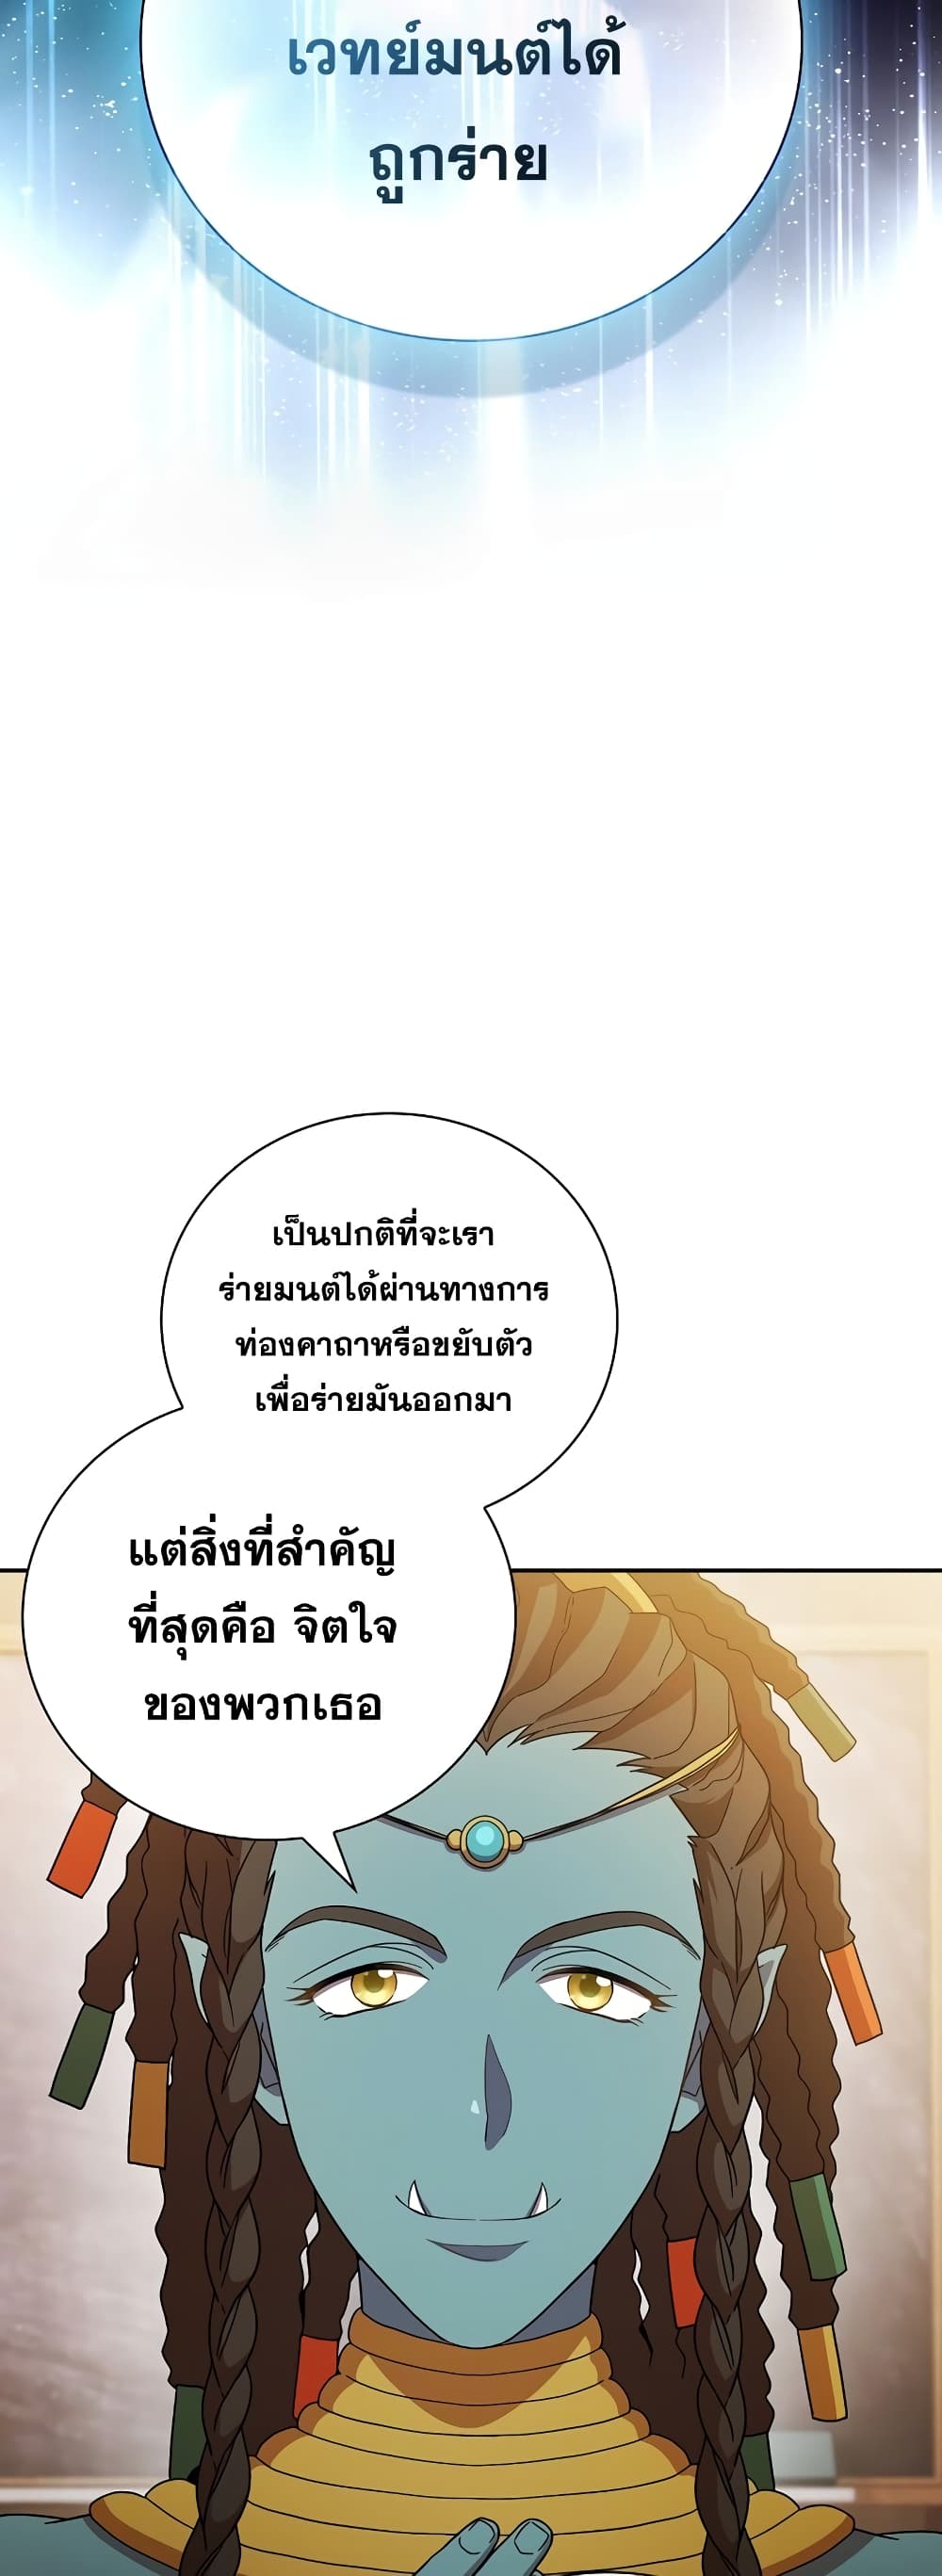 เวทย์มนต์ได้
ถูกร่าย
เป็นปกติที่จะเรา
ร่ายมนต์ได้ผ่านทางการ
ท่องคาถาหรือขยับตัว
เพื่อร่ายมันออกมา
แต่สิ่งที่สำคัญ
ที่สุดคือ จิตใจ
ของพวกเธอ